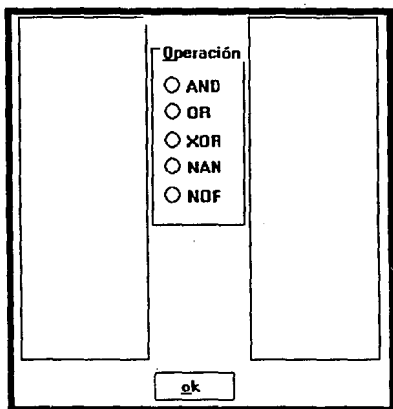 Operación
AND
OR
XOR
NAN
NOF
ok